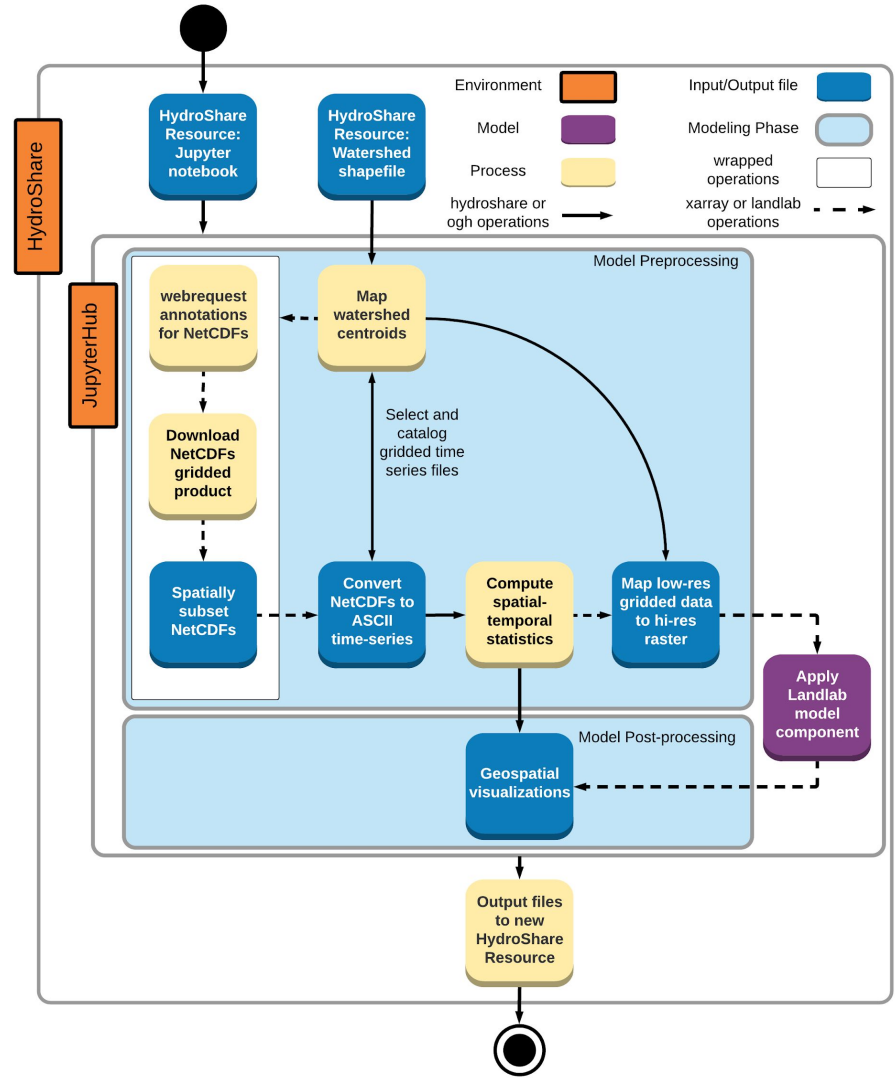 HydroShare
JupyterHub
HydroShare
Resource:
Jupyter
notebook
HydroShare
Resource:
Watershed
shapefile
Environment
Model
Process
hydroshare or
ogh operations
Input/Output file
Modeling Phase
wrapped
operations
xarray or landlab
operations
Model Preprocessing
webrequest
annotations
for NetCDFs
Map
watershed
centroids
Download
NetCDFs
gridded
product
Select and
catalog
gridded time
series files
Spatially
subset
NetCDFs
Convert
NetCDFs to
ASCII
time-series
Compute
spatial-
temporal
statistics
Map low-res
gridded data
to hi-res
raster
Apply
Landlab
model
component
Model Post-processing
Geospatial
visualizations
Output files
to new
HydroShare
Resource